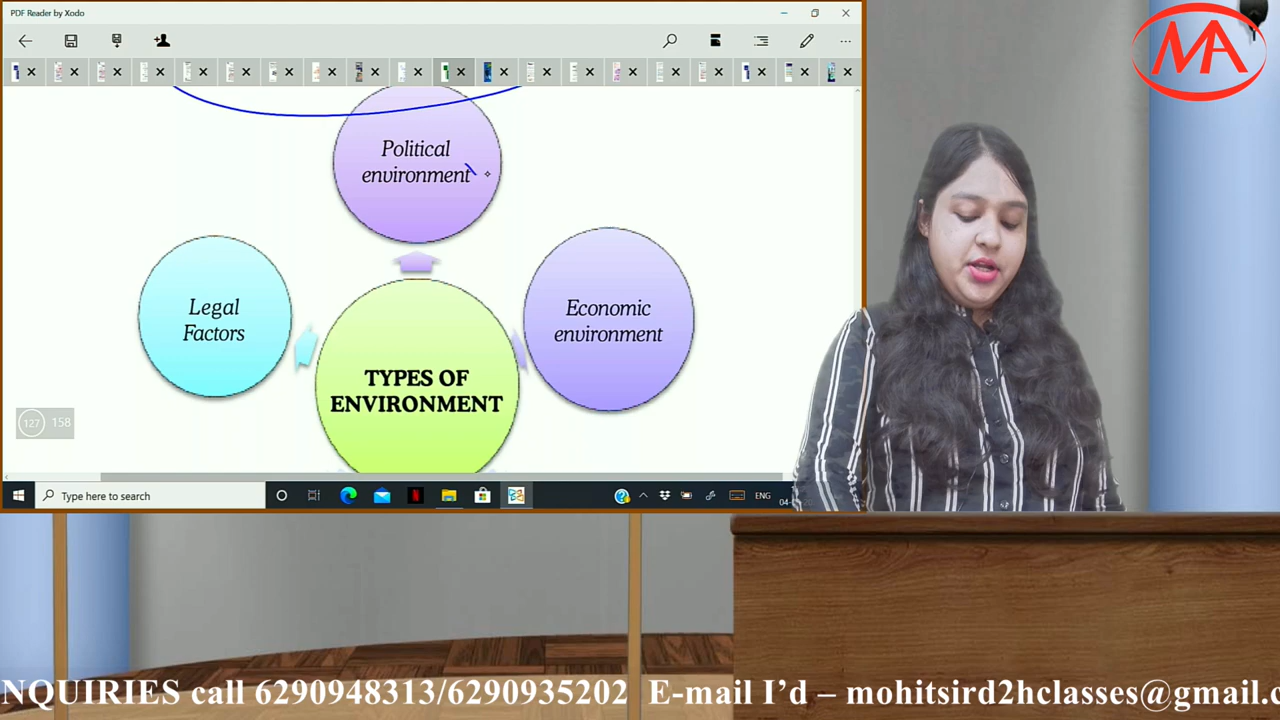 PDF Reader by Xodo
MA
Political
environment
Legal
Factors
Economic
environment
TYPES OF
ENVIRONMENT
127 158
Type here to search
ENG
04-
NQUIRIES call 6290948313/6290935202 E-mail I'd – mohitsird2hclasses@gmail.c